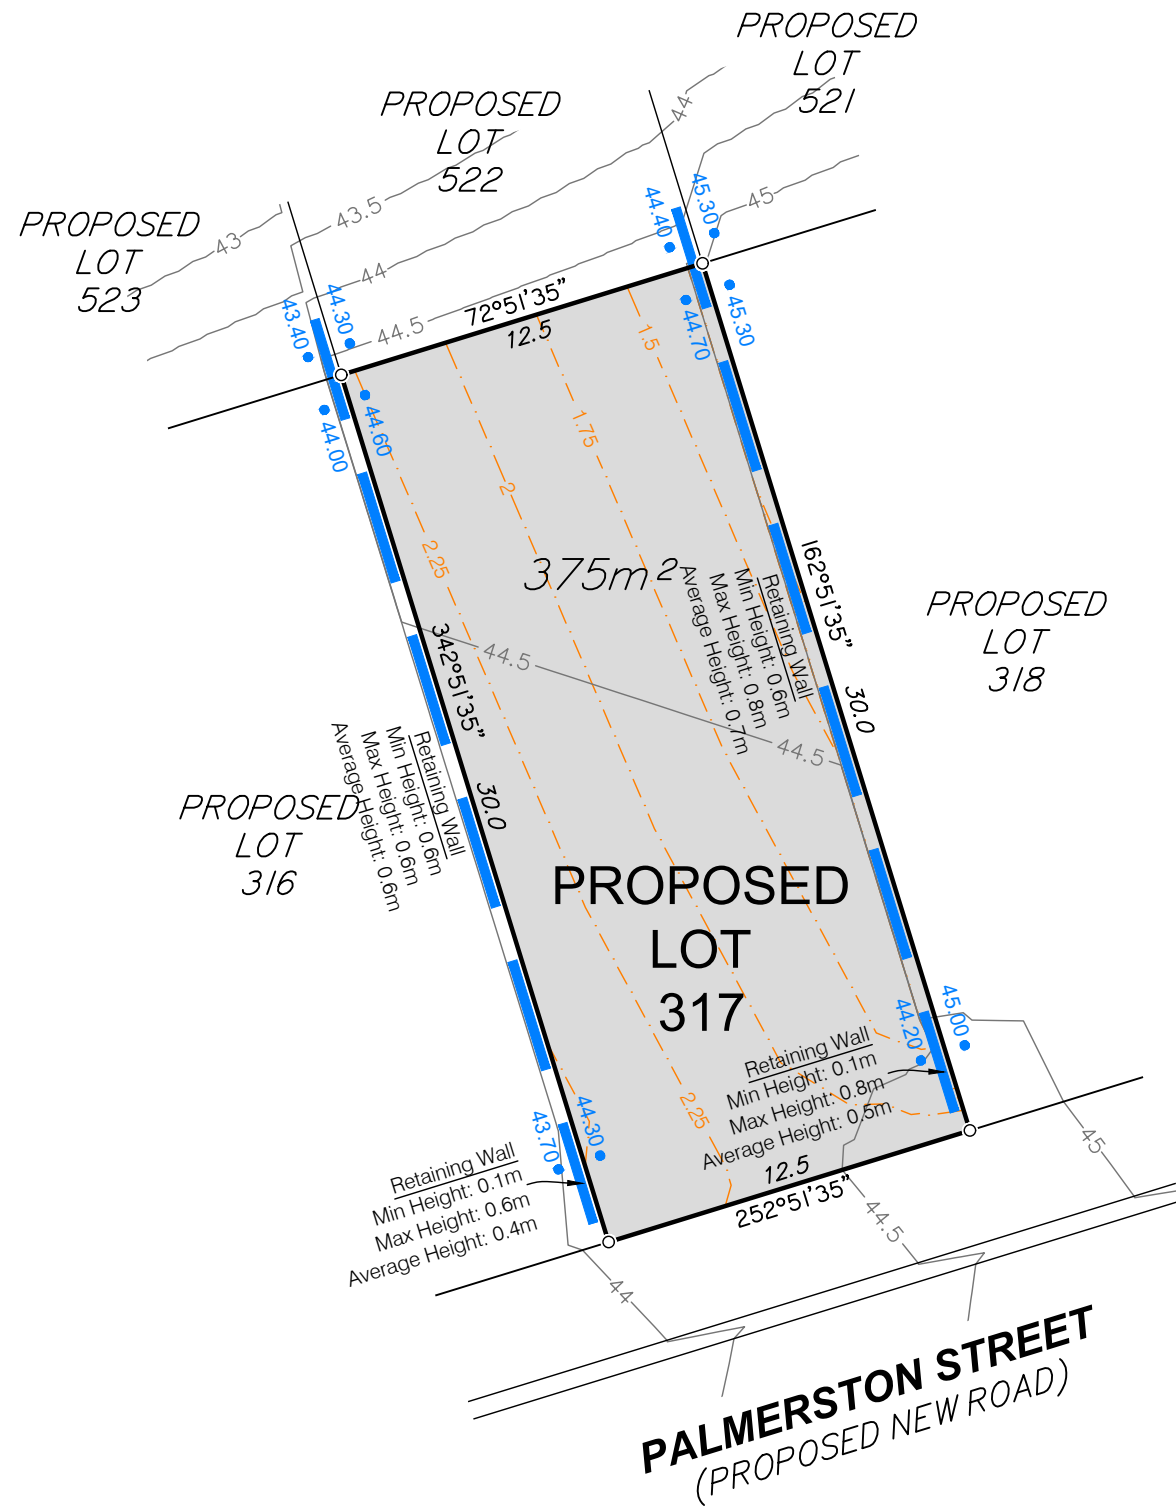 PROPOSED
LOT
521
PROPOSED
LOT
522
PROPOSED
LOT
523
44
43.5
43
44
45
44.5
44.40
45.30
43.40
44.30
72°51'35"
12.5
44.70
45.30
44.00
44.60
1.5
1.75
2
2.25
375m²
162°51'35"
30.0
Retaining Wall
Min Height: 0.6m
Max Height: 0.8m
Average Height: 0.7m
PROPOSED
LOT
318
342°51'35"
30.0
44.5
44.5
Retaining Wall
Min Height: 0.6m
Max Height: 0.6m
Average Height: 0.6m
PROPOSED
LOT
316
PROPOSED
LOT
317
44.20
45.00
Retaining Wall
Min Height: 0.1m
Max Height: 0.8m
Average Height: 0.5m
2.25
43.70
44.30
Retaining Wall
Min Height: 0.1m
Max Height: 0.6m
Average Height: 0.4m
12.5
252°51'35"
45
44.5
44
PALMERSTON STREET
(PROPOSED NEW ROAD)